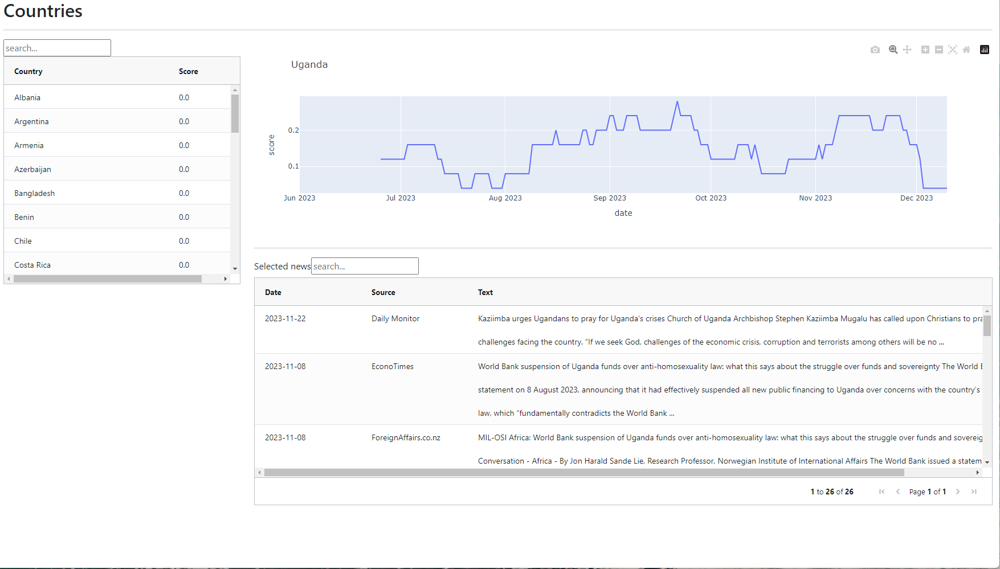 Countries
search...
Country Score
Albania 0.0
Argentina 0.0
Armenia 0.0
Azerbaijan 0.0
Bangladesh 0.0
Benin 0.0
Chile 0.0
Costa Rica 0.0
Uganda
score
0.2
0.1
Jun 2023 Jul 2023 Aug 2023 Sep 2023 Oct 2023 Nov 2023 Dec 2023
date
Selected news search...
Date Source Text
2023-11-22 Daily Monitor Kaziimba urges Ugandans to pray for Uganda's crises Church of Uganda Archbishop Stephen Kaziimba Mugalu has called upon Christians to
challenges facing the country. “If we seek God, challenges of the economic crisis, corruption and terrorists among others will be no ...
2023-11-08 EconoTimes World Bank suspension of Uganda funds over anti-homosexuality law: what this says about the struggle over funds and sovereignty The World
statement on 8 August 2023, announcing that it had effectively suspended all new public financing to Uganda over concerns with the country’s
law, which “fundamentally contradicts the World Bank ...
2023-11-08 ForeignAffairs.co.nz MIL-OSI Africa: World Bank suspension of Uganda funds over anti-homosexuality law: what this says about the struggle over funds and
Conversation - Africa - By Jon Harald Sande Lie, Research Professor, Norwegian Institute of International Affairs The World Bank issued a
1 to 26 of 26 Page 1 of 1